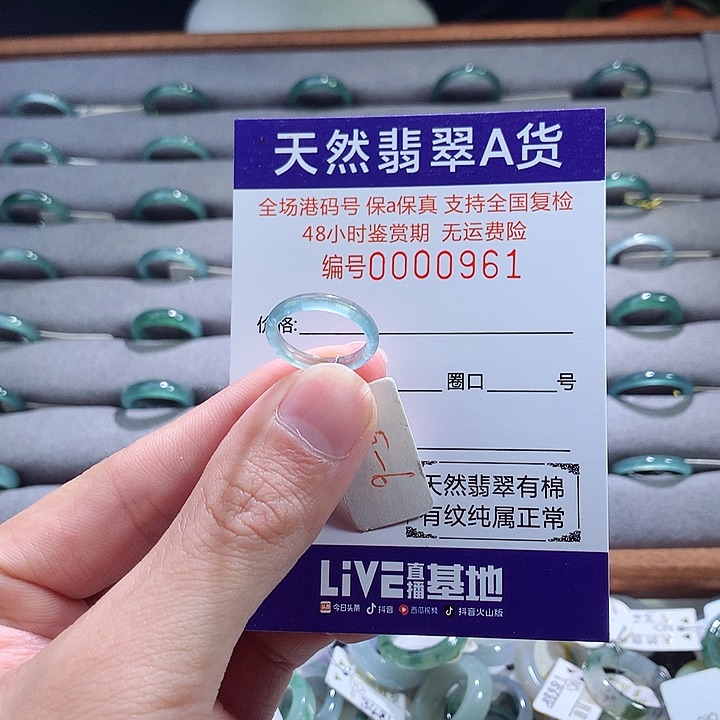 天然翡翠A货
全场港码号 保a保真 支持全国复检
48小时鉴赏期 无运费险
编号0000961
价格:
圈口 号
天然翡翠有棉
有纹纯属正常
LiVE直播基地
头条 今日头条 抖音 西瓜视频 抖音火山版
9-5